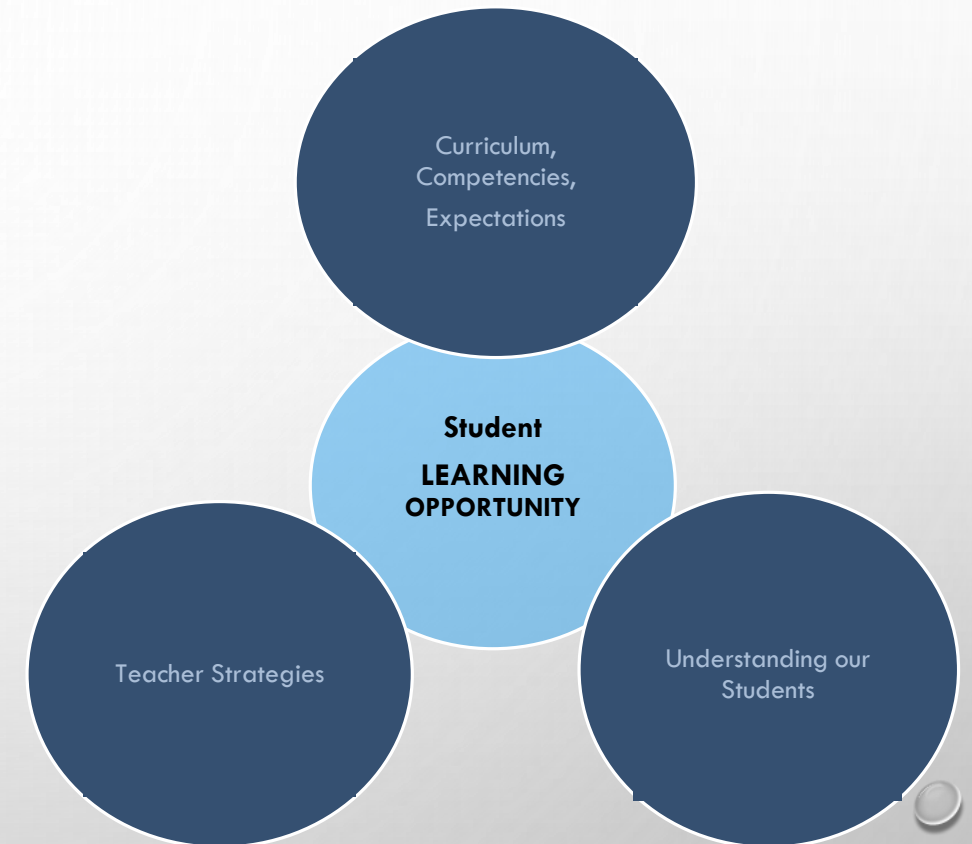 Curriculum,
Competencies,
Expectations
Student
LEARNING
OPPORTUNITY
Teacher Strategies
Understanding our
Students